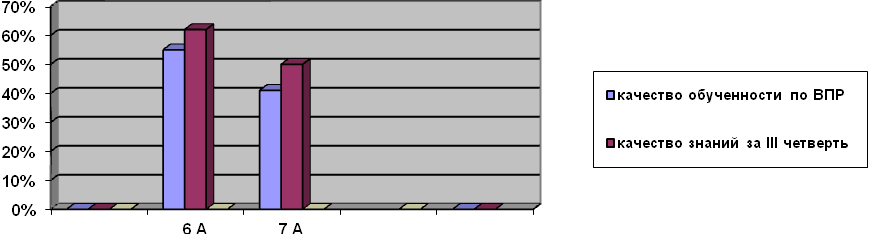 70%
60%
50%
40%
30%
20%
10%
0%
6 А
7 А
качество обученности по ВПР
качество знаний за III четверть